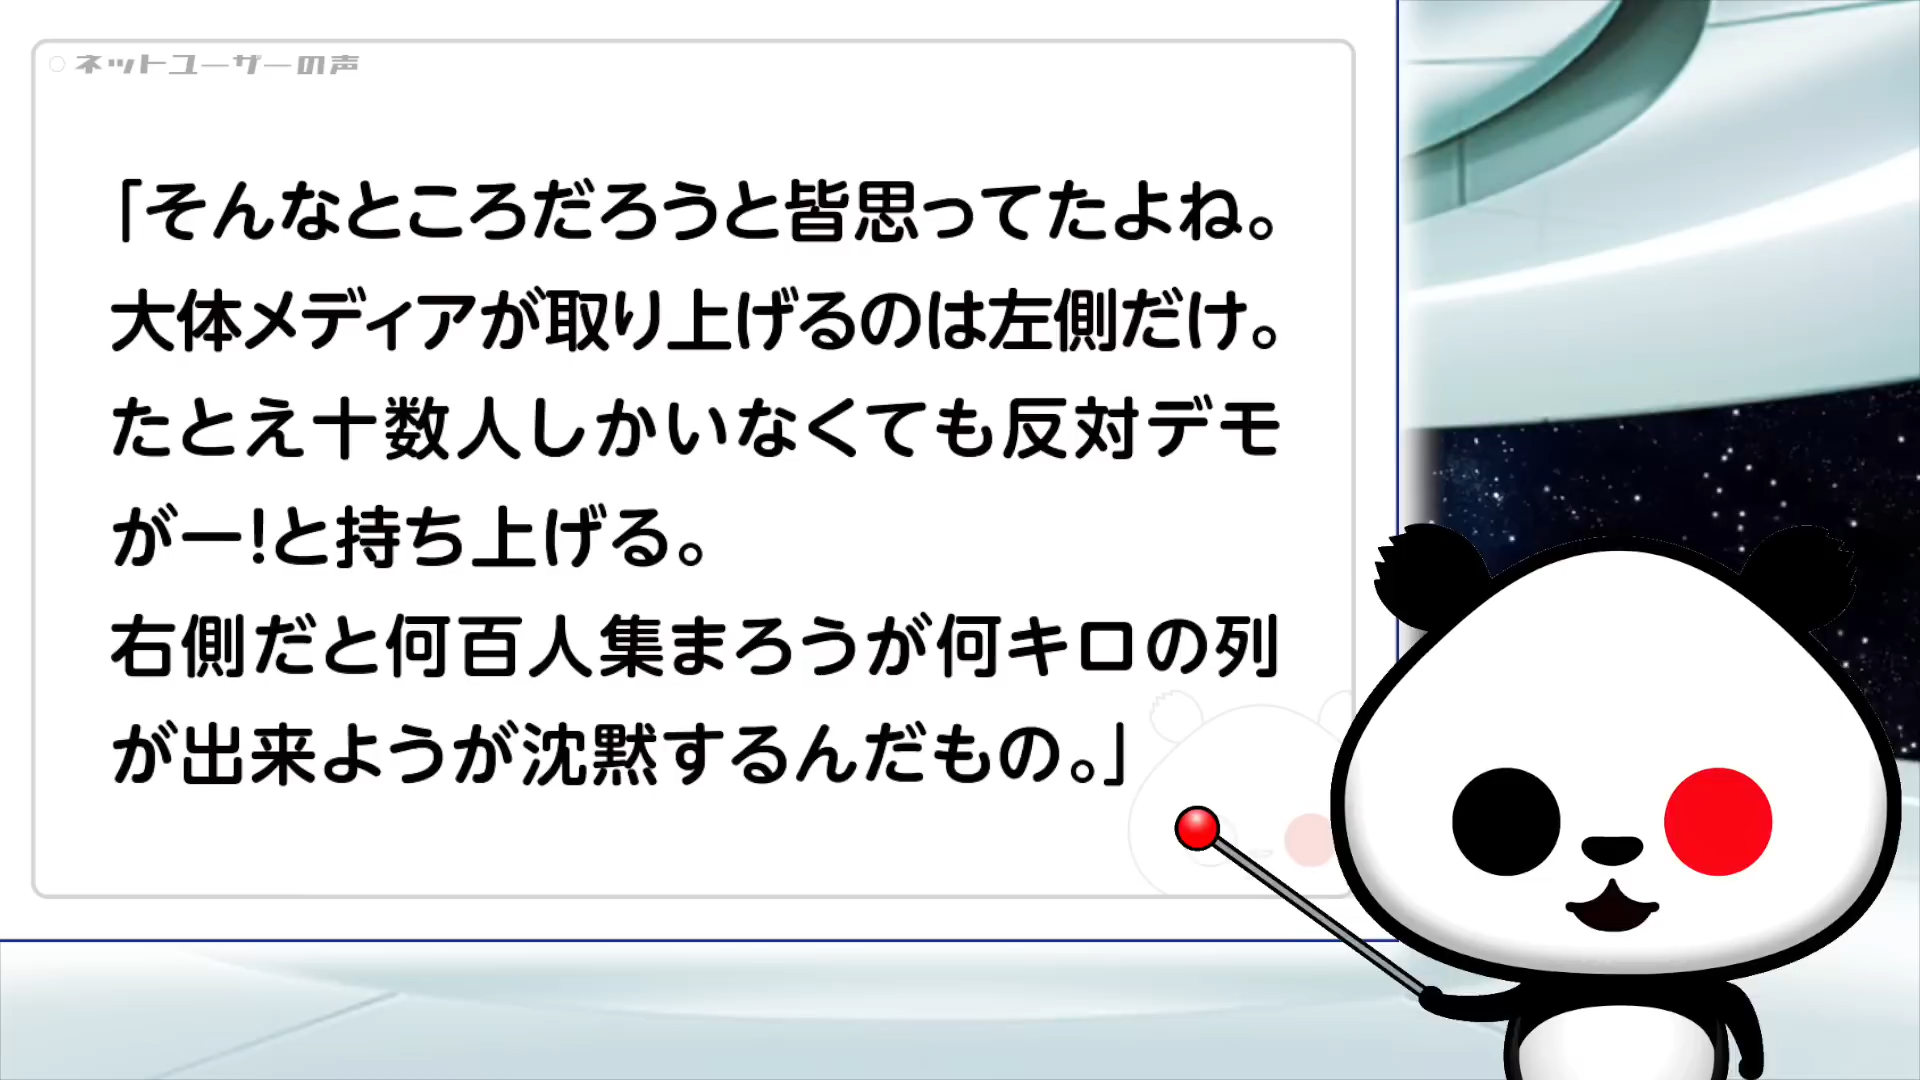 ネットユーザーの声
「そんなところだろうと皆思ってたよね。
大体メディアが取り上げるのは左側だけ。
たとえ十数人しかいなくても反対デモ
がー!と持ち上げる。
右側だと何百人集まろうが何キロの列
が出来ようが沈黙するんだもの。」